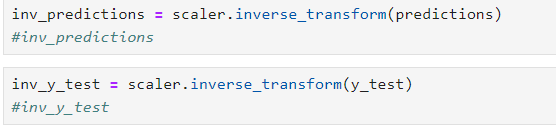 inv_predictions = scaler.inverse_transform(predictions)
#inv_predictions
inv_y_test = scaler.inverse_transform(y_test)
#inv_y_test